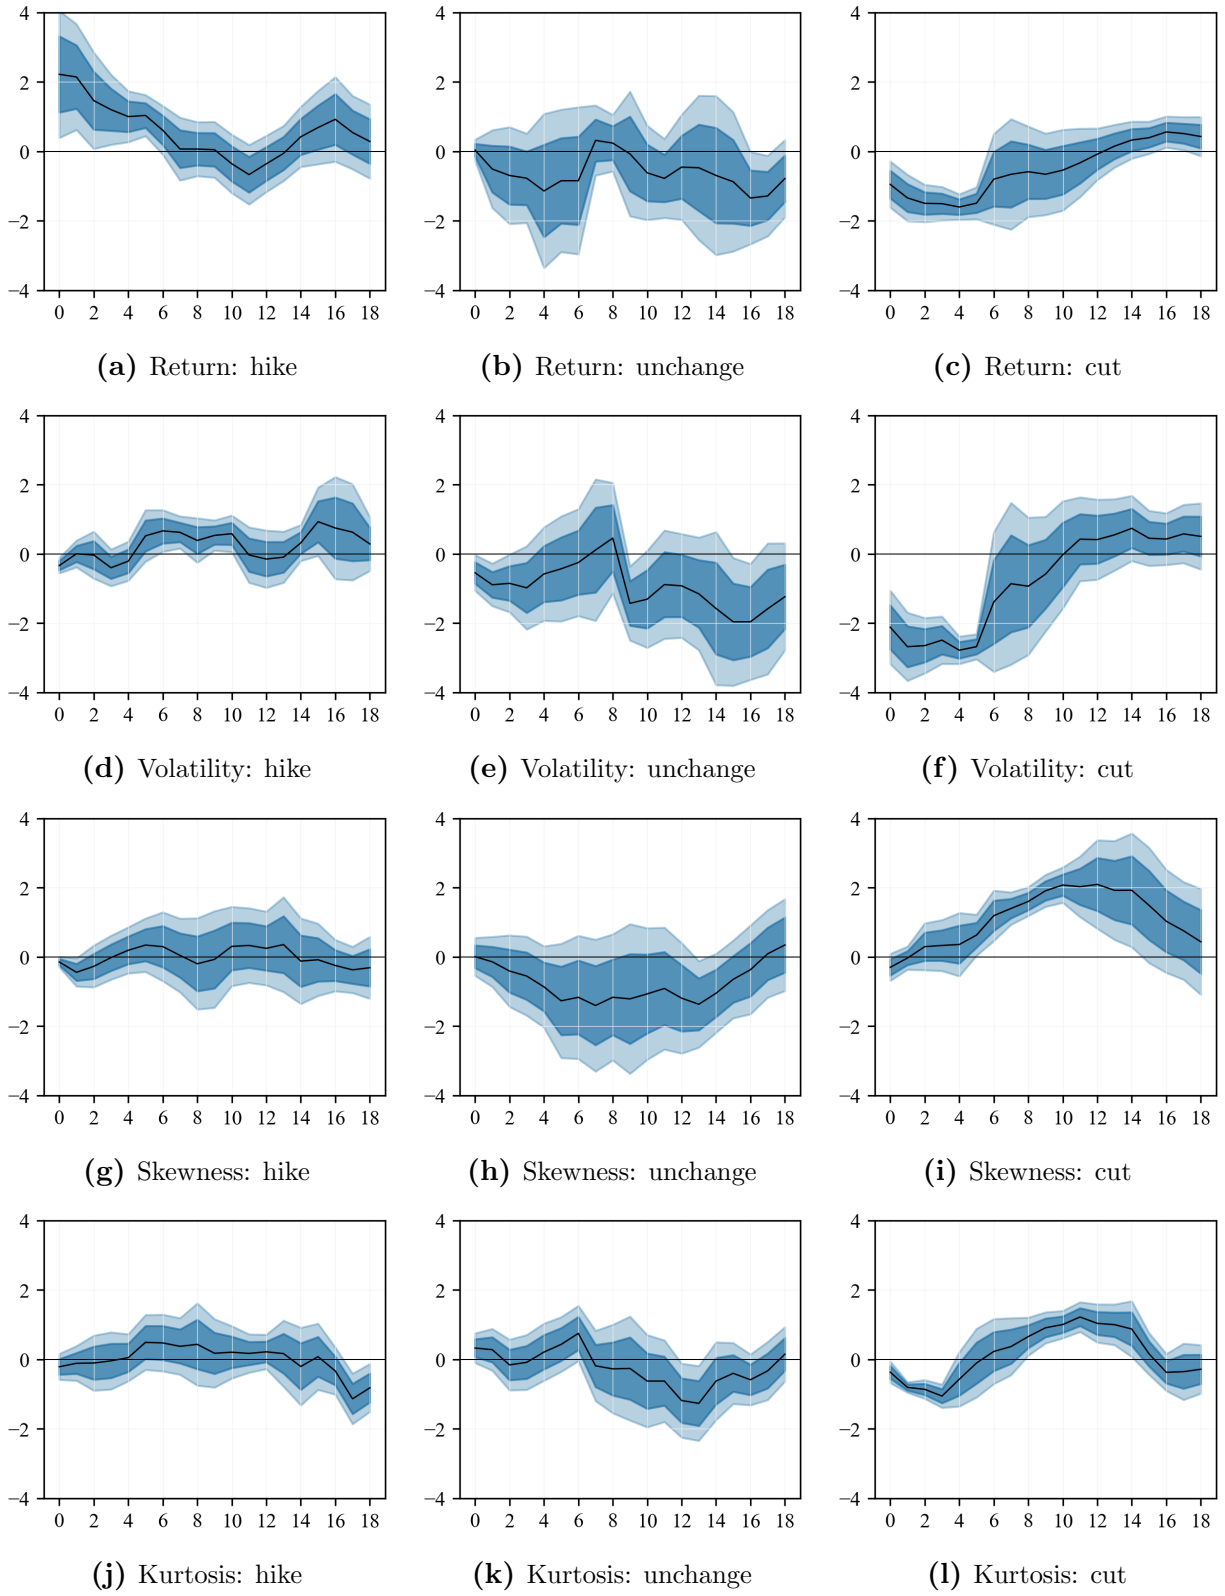 4 4 4
2 2 2
0 0 0
−2 −2 −2
−4 −4 −4
0 2 4 6 8 10 12 14 16 18 0 2 4 6 8 10 12 14 16 18 0 2 4 6 8 10 12 14 16 18
(a) Return: hike (b) Return: unchange (c) Return: cut
4 4 4
2 2 2
0 0 0
−2 −2 −2
−4 −4 −4
0 2 4 6 8 10 12 14 16 18 0 2 4 6 8 10 12 14 16 18 0 2 4 6 8 10 12 14 16 18
(d) Volatility: hike (e) Volatility: unchange (f) Volatility: cut
4 4 4
2 2 2
0 0 0
−2 −2 −2
−4 −4 −4
0 2 4 6 8 10 12 14 16 18 0 2 4 6 8 10 12 14 16 18 0 2 4 6 8 10 12 14 16 18
(g) Skewness: hike (h) Skewness: unchange (i) Skewness: cut
4 4 4
2 2 2
0 0 0
−2 −2 −2
−4 −4 −4
0 2 4 6 8 10 12 14 16 18 0 2 4 6 8 10 12 14 16 18 0 2 4 6 8 10 12 14 16 18
(j) Kurtosis: hike (k) Kurtosis: unchange (l) Kurtosis: cut